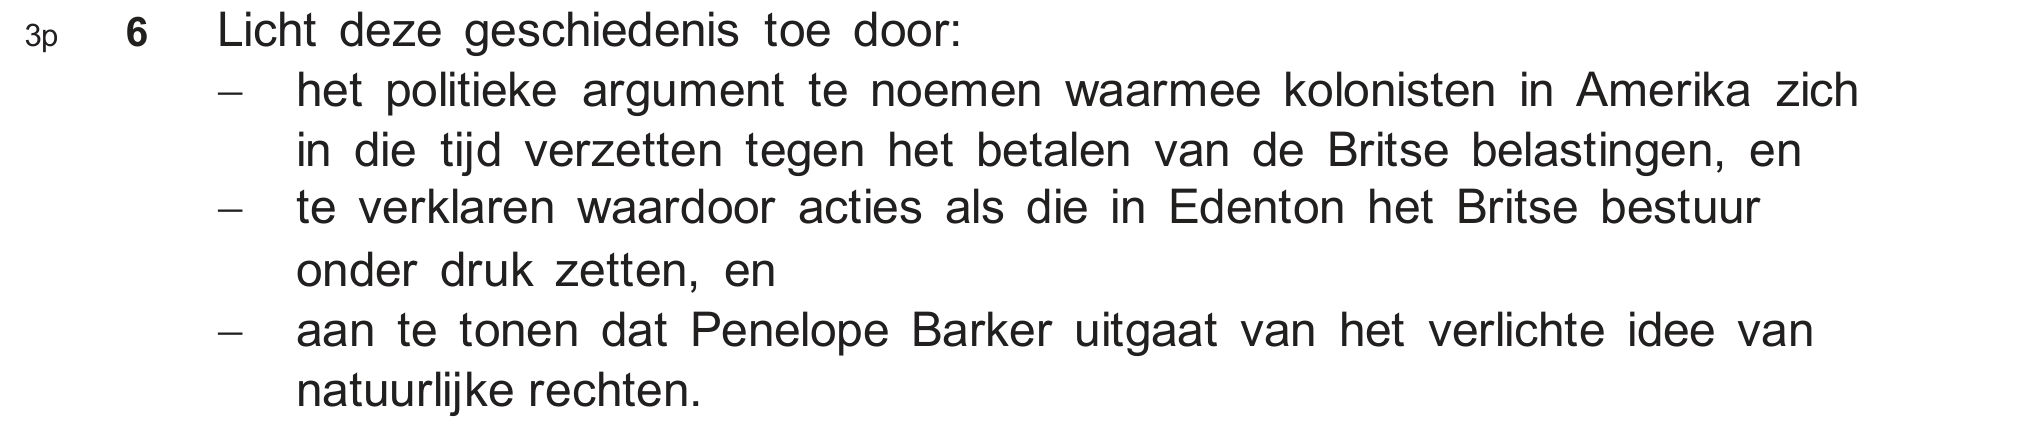 3p 6 Licht deze geschiedenis toe door:
– het politieke argument te noemen waarmee kolonisten in Amerika zich
in die tijd verzetten tegen het betalen van de Britse belastingen, en
– te verklaren waardoor acties als die in Edenton het Britse bestuur
onder druk zetten, en
– aan te tonen dat Penelope Barker uitgaat van het verlichte idee van
natuurlijke rechten.